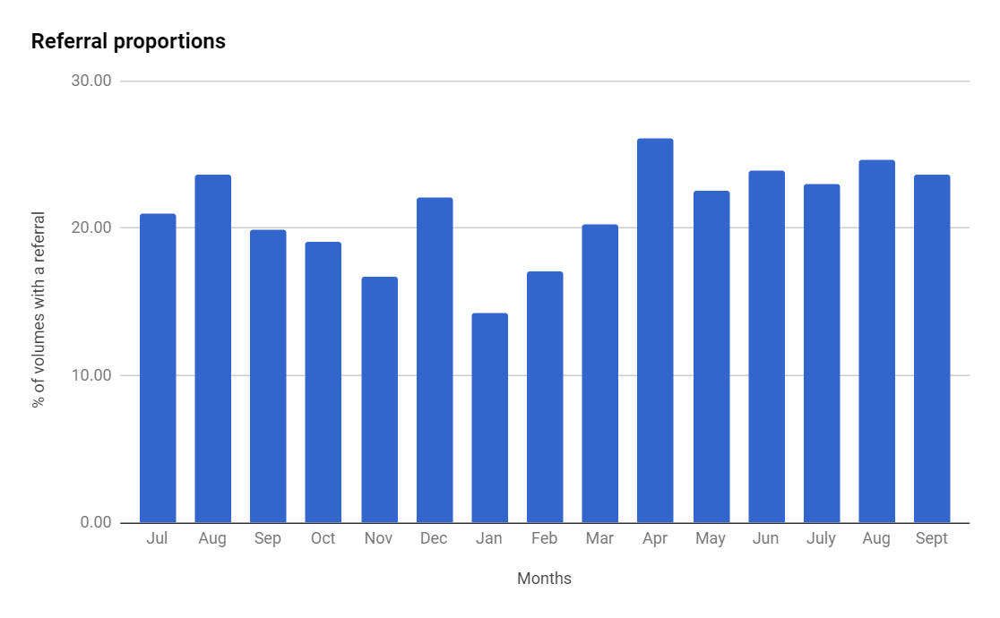 Referral proportions
30.00
20.00
10.00
0.00
% of volumes with a referral
Jul Aug Sep Oct Nov Dec Jan Feb Mar Apr May Jun July Aug Sept
Months